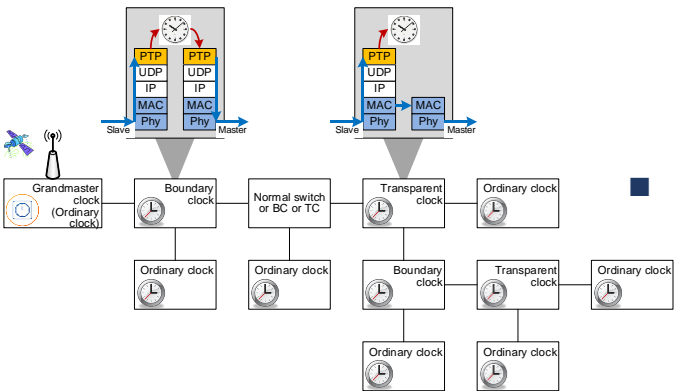 PTP PTP
UDP UDP
IP IP
MAC MAC
Phy Phy
Slave Master
PTP
UDP
IP
MAC MAC
Phy Phy
Slave Master
Grandmaster
clock
(Ordinary
clock)
Boundary
clock
Normal switch
or BC or TC
Transparent
clock
Ordinary clock
Ordinary clock
Ordinary clock
Boundary
clock
Transparent
clock
Ordinary clock
Ordinary clock
Ordinary clock